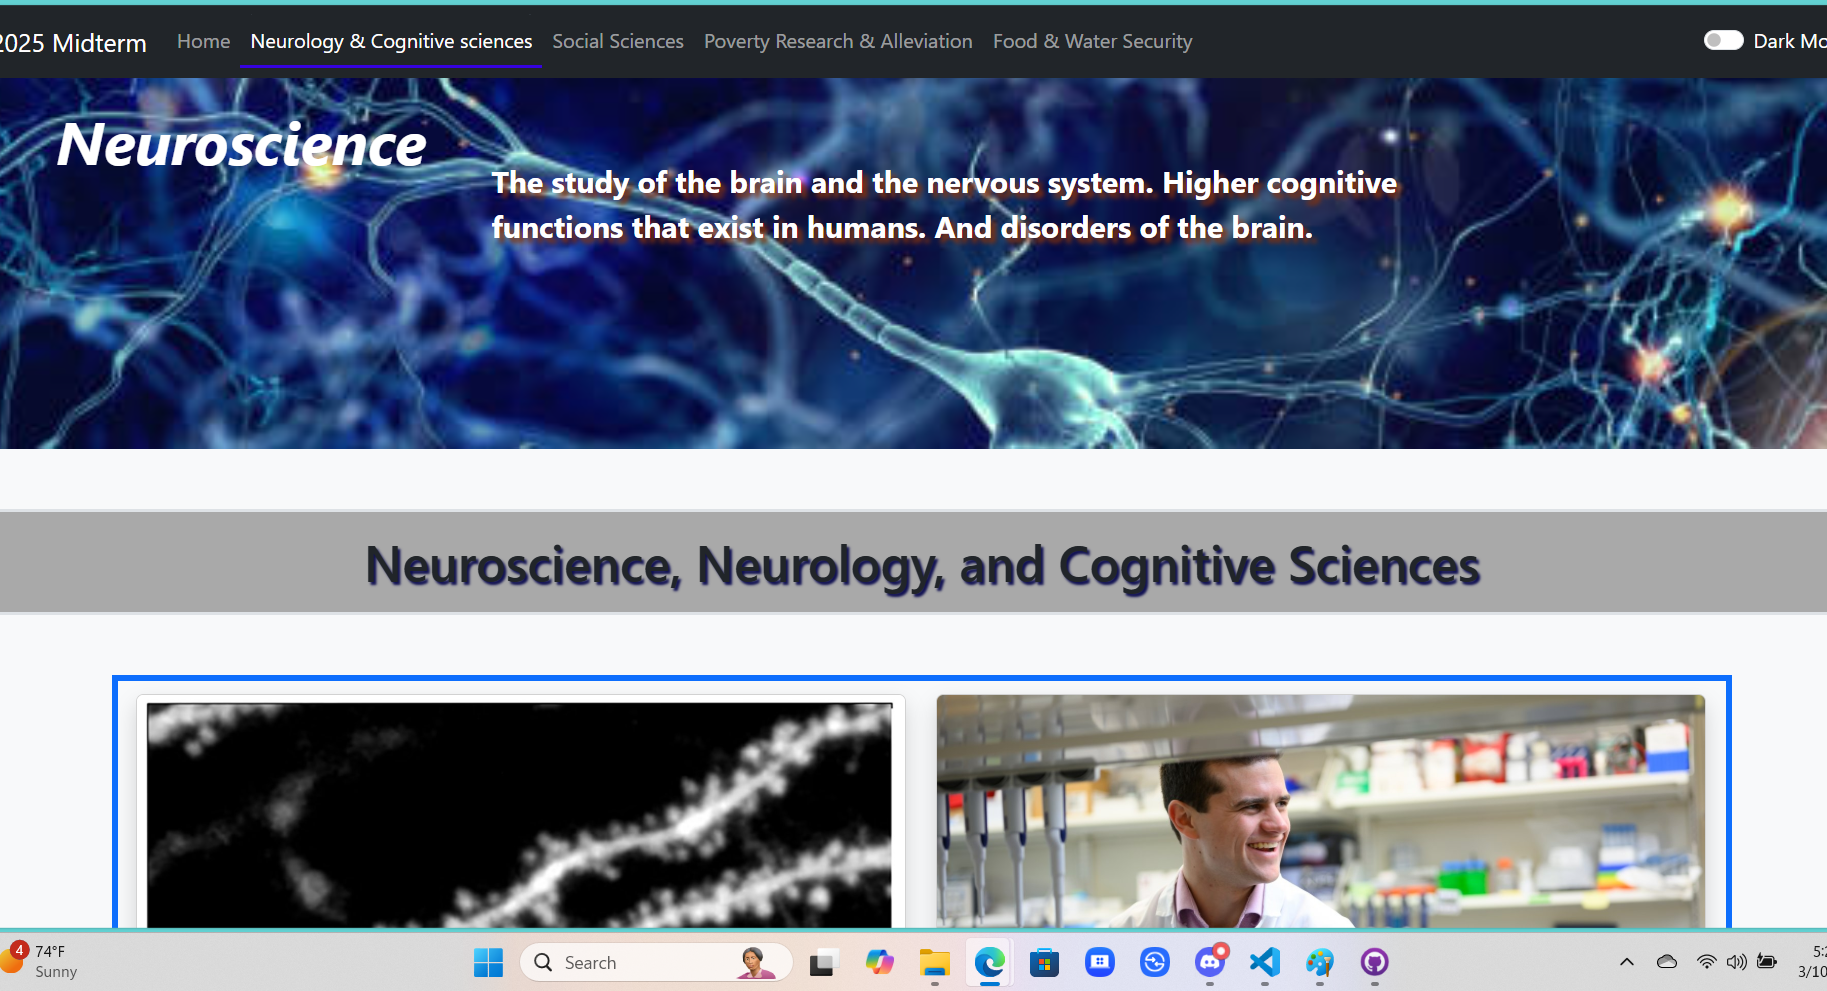 2025 Midterm Home Neurology & Cognitive sciences Social Sciences Poverty Research & Alleviation Food & Water Security Dark Mo
Neuroscience
The study of the brain and the nervous system. Higher cognitive
functions that exist in humans. And disorders of the brain.
Neuroscience, Neurology, and Cognitive Sciences
4 74°F
Sunny
Search
5:2
3/10